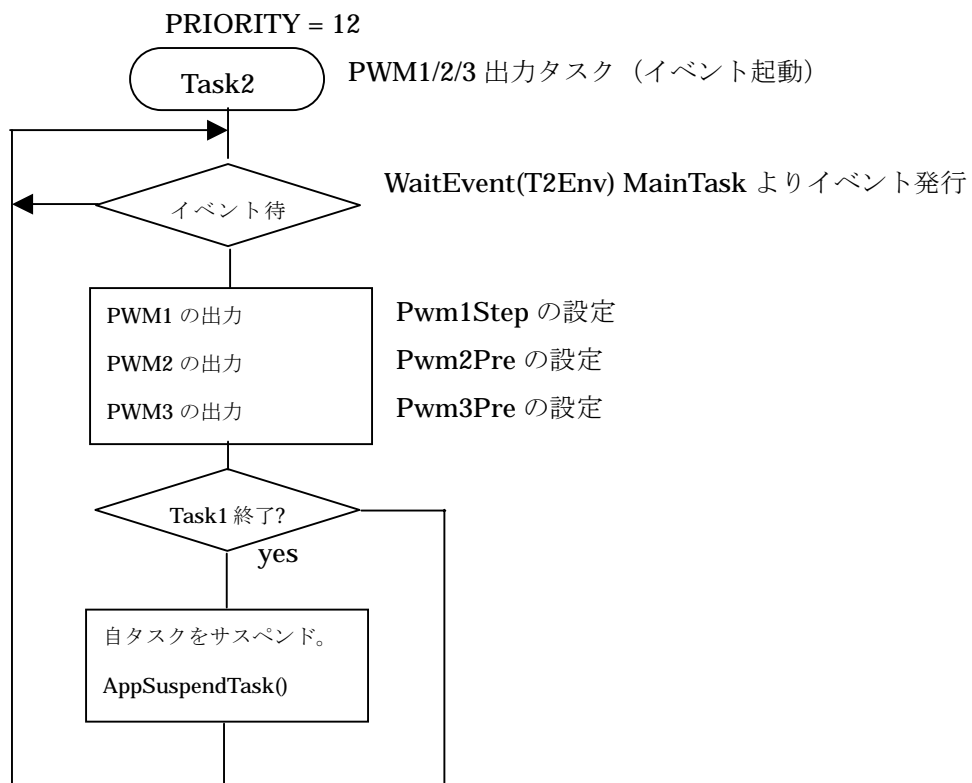 PRIORITY = 12
Task2
PWM1/2/3 出力タスク（イベント起動）
WaitEvent(T2Env) MainTask よりイベント発行
イベント待
PWM1 の出力
Pwm1Step の設定
PWM2 の出力
Pwm2Pre の設定
PWM3 の出力
Pwm3Pre の設定
Task1 終了?
yes
自タスクをサスペンド。
AppSuspendTask()